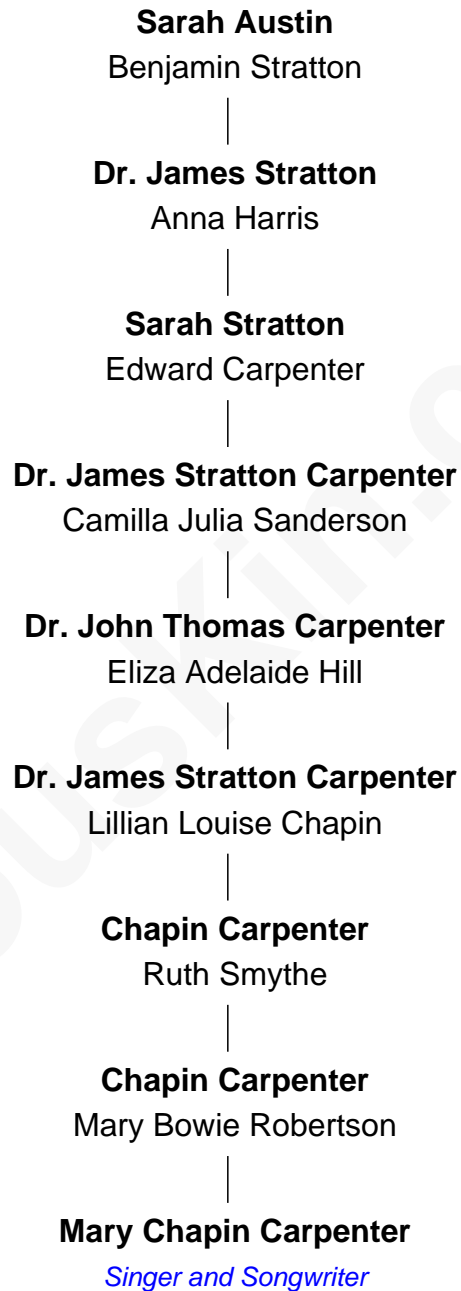 Sarah Austin
Benjamin Stratton
Dr. James Stratton
Anna Harris
Sarah Stratton
Edward Carpenter
Dr. James Stratton Carpenter
Camilla Julia Sanderson
Dr. John Thomas Carpenter
Eliza Adelaide Hill
Dr. James Stratton Carpenter
Lillian Louise Chapin
Chapin Carpenter
Ruth Smythe
Chapin Carpenter
Mary Bowie Robertson
Mary Chapin Carpenter
Singer and Songwriter